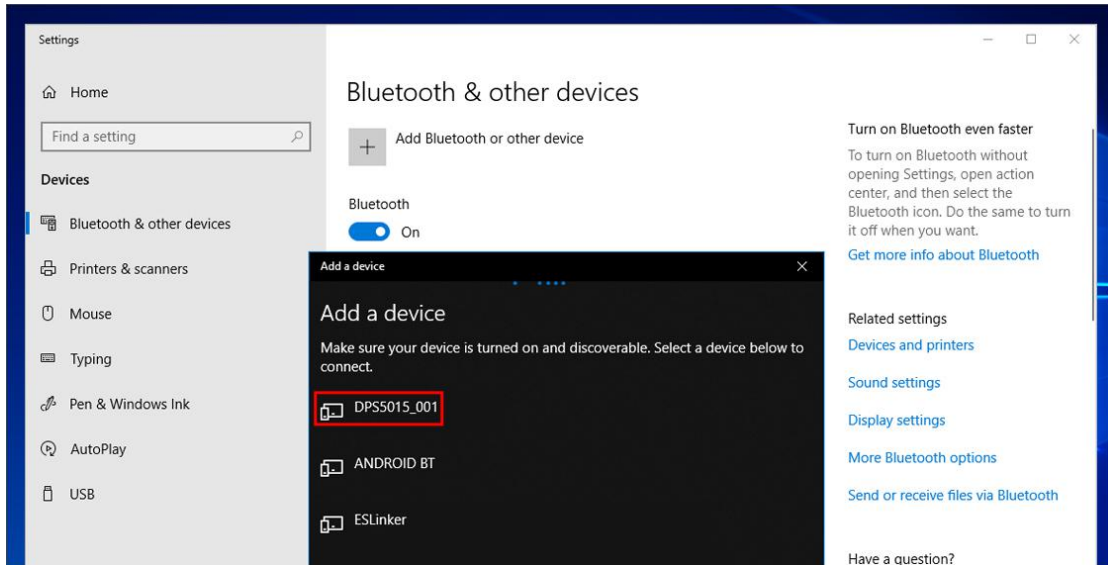 Settings
Home
Find a setting
Devices
Bluetooth & other devices
Printers & scanners
Mouse
Typing
Pen & Windows Ink
AutoPlay
USB
Bluetooth & other devices
Add Bluetooth or other device
Bluetooth
On
Add a device
Add a device
Make sure your device is turned on and discoverable. Select a device below to
connect.
DPS5015_001
ANDROID BT
ESLinker
Turn on Bluetooth even faster
To turn on Bluetooth without
opening Settings, open action
center, and then select the
Bluetooth icon. Do the same to turn
it off when you want.
Get more info about Bluetooth
Related settings
Devices and printers
Sound settings
Display settings
More Bluetooth options
Send or receive files via Bluetooth
Have a question?